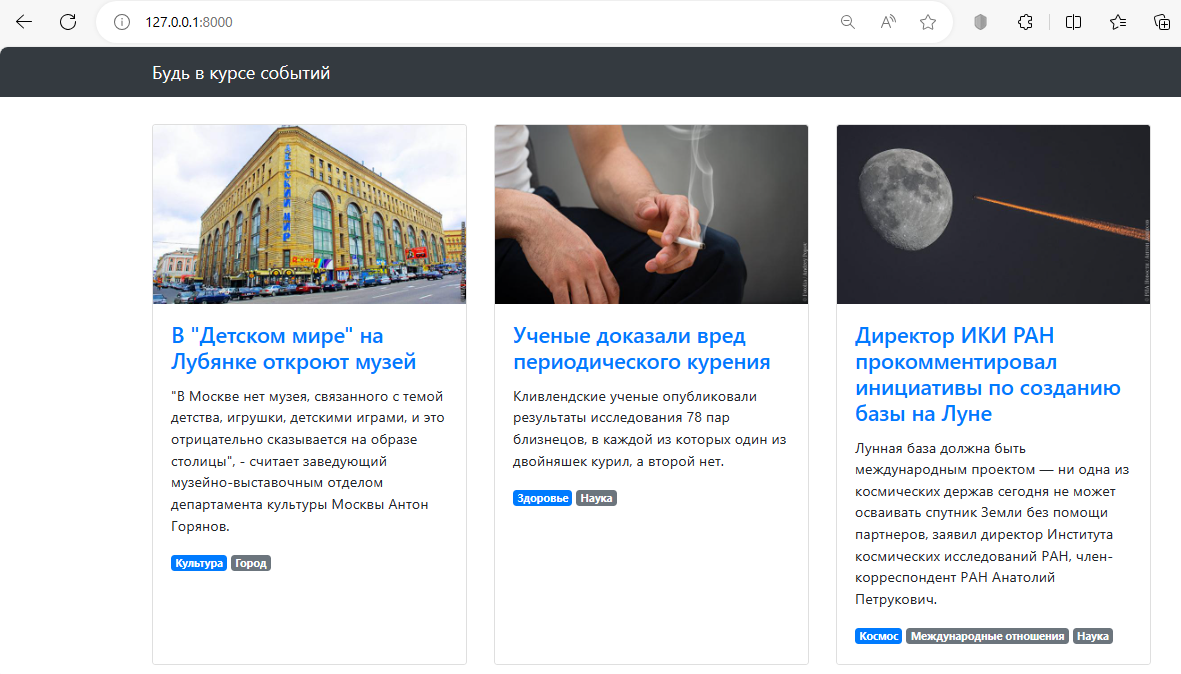 127.0.0.1:8000
Будь в курсе событий
ДЕТСКИЙ МИР
В "Детском мире" на
Лубянке откроют музей
"В Москве нет музея, связанного с темой
детства, игрушки, детскими играми, и это
отрицательно сказывается на образе
столицы", - считает заведующий
музейно-выставочным отделом
департамента культуры Москвы Антон
Горянов.
Культура Город
Ученые доказали вред
периодического курения
Кливлендские ученые опубликовали
результаты исследования 78 пар
близнецов, в каждой из которых один из
двойняшек курил, а второй нет.
Здоровье Наука
Директор ИКИ РАН
прокомментировал
инициативы по созданию
базы на Луне
Лунная база должна быть
международным проектом — ни одна из
космических держав сегодня не может
осваивать спутник Земли без помощи
партнеров, заявил директор Института
космических исследований РАН, член-
корреспондент РАН Анатолий
Петрукович.
Космос Международные отношения Наука